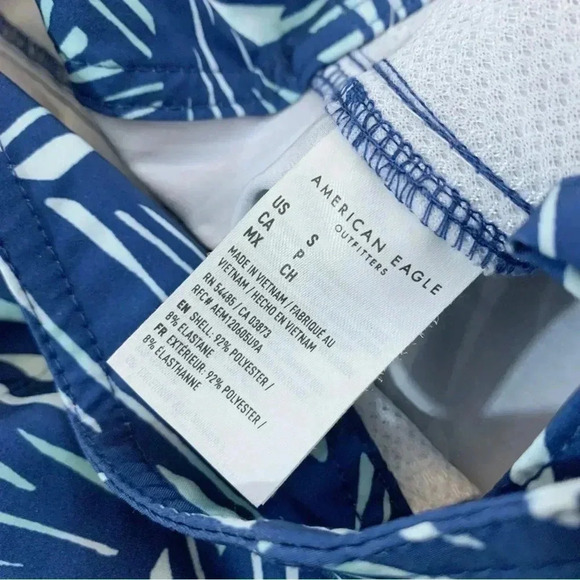 AMERICAN EAGLE
OUTFITTERS
US S
CA P
MX CH
MADE IN VIETNAM / FABRIQUÉ AU
VIETNAM / HECHO EN VIETNAM
RN 54485 / CA 03873
RFC# AEM120605U9A
EN SHELL: 92% POLYESTER /
8% ELASTANE
FR EXTÉRIEUR: 92% POLYESTER /
8% ÉLASTHANNE